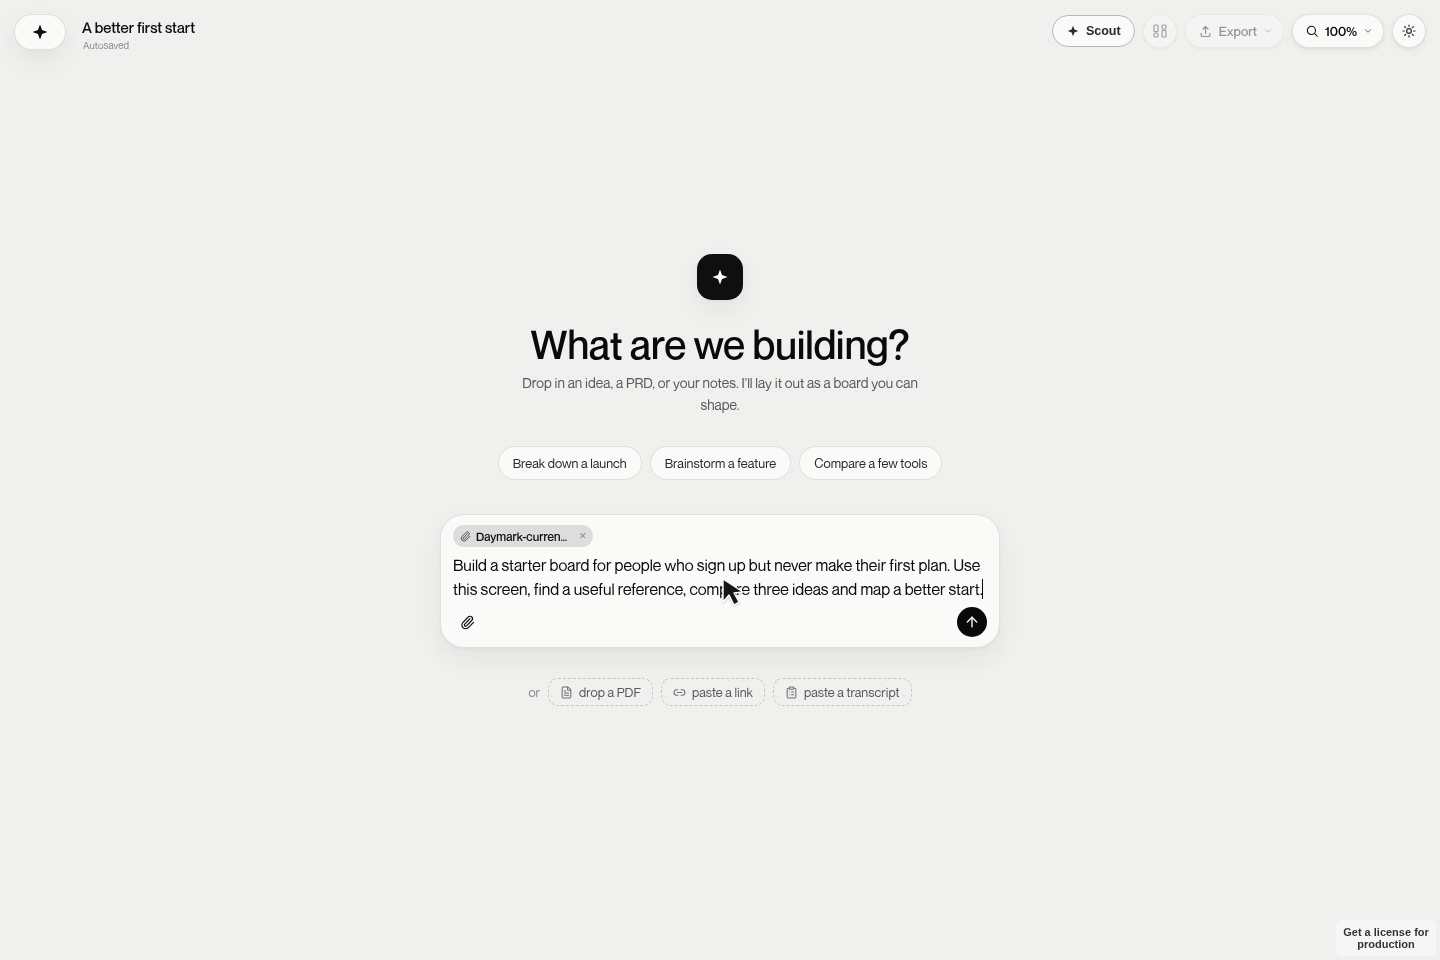 A better first start
Autosaved
Scout
Export
100%
What are we building?
Drop in an idea, a PRD, or your notes. I'll lay it out as a board you can
shape.
Break down a launch
Brainstorm a feature
Compare a few tools
Daymark-curren...
Build a starter board for people who sign up but never make their first plan. Use
this screen, find a useful reference, compare three ideas and map a better start.
or
drop a PDF
paste a link
paste a transcript
Get a license for
production